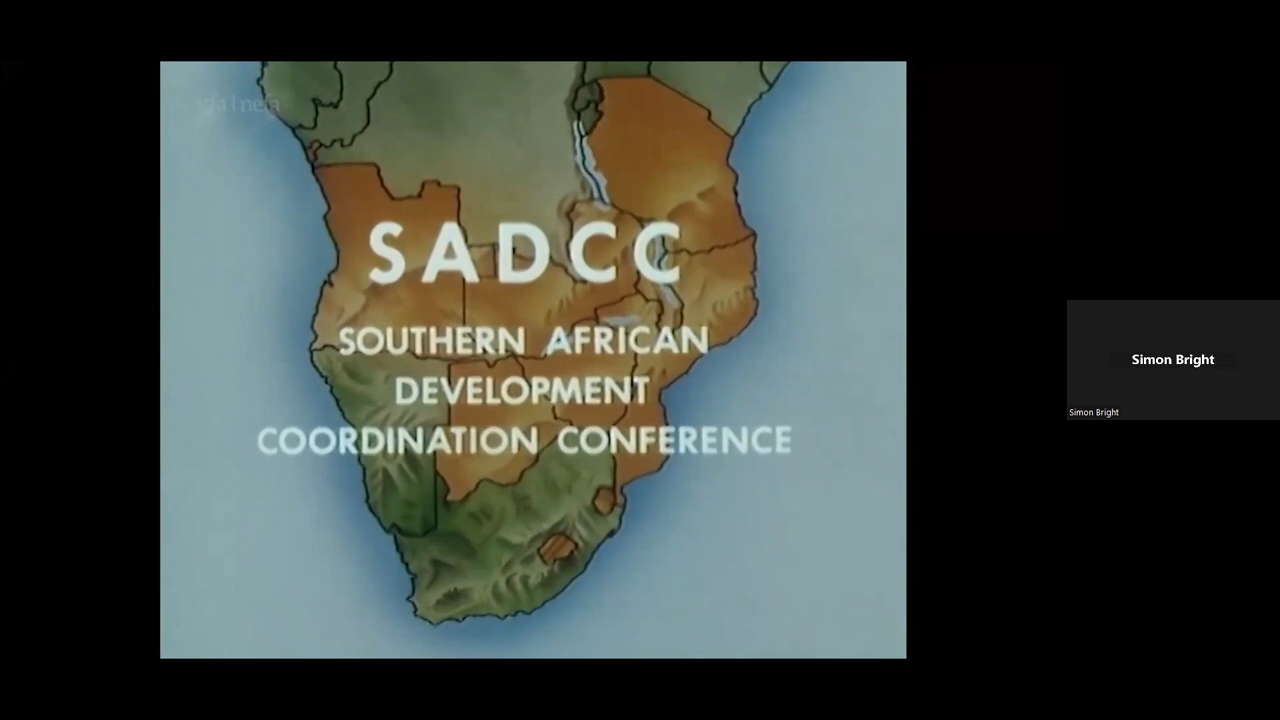 SADCC
SOUTHERN AFRICAN
DEVELOPMENT
COORDINATION CONFERENCE
Simon Bright
Simon Bright